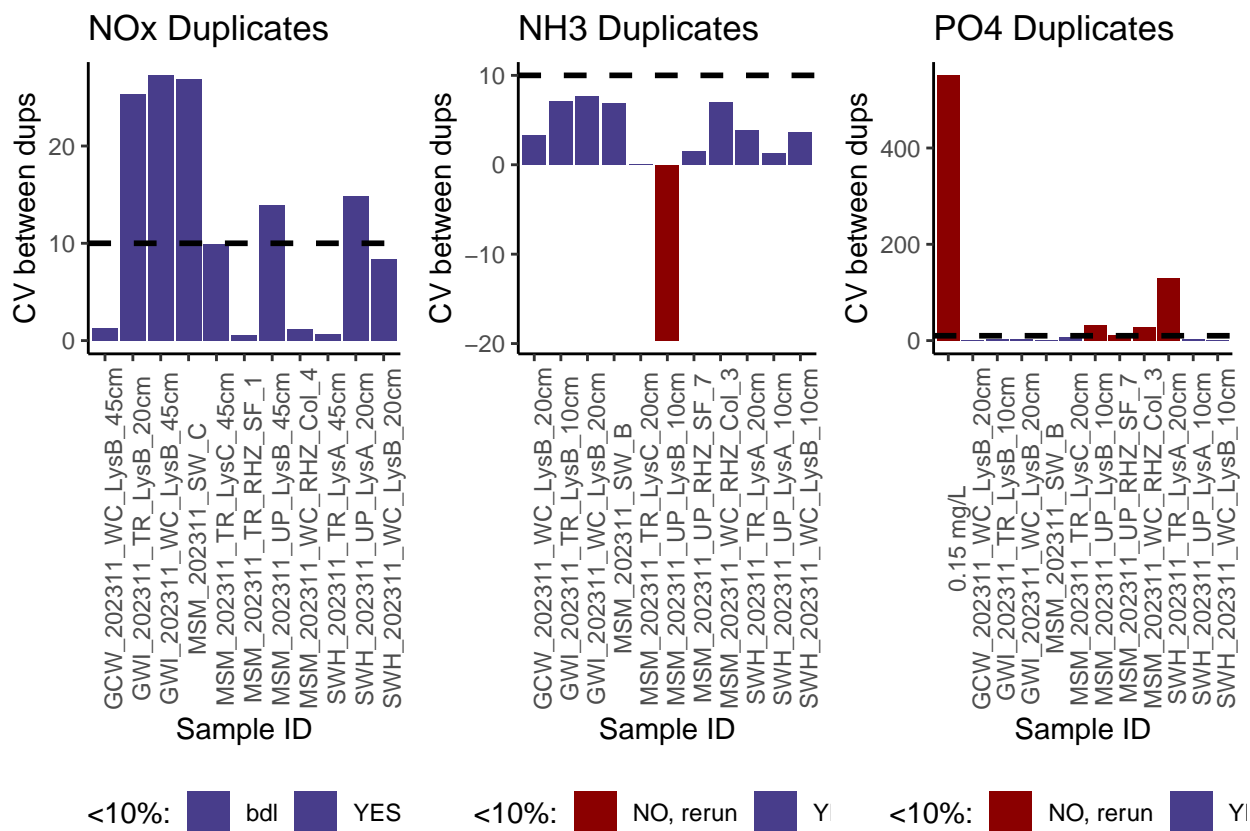 NOx Duplicates
CV between dups
20
10
0
GCW_202311_WC_LysB_45cm
GWI_202311_TR_LysB_20cm
GWI_202311_WC_LysB_45cm
MSM_202311_SW_C
MSM_202311_TR_LysC_45cm
MSM_202311_TR_RHZ_SF_1
MSM_202311_UP_LysB_45cm
MSM_202311_WC_RHZ_Col_4
SWH_202311_TR_LysA_45cm
SWH_202311_UP_LysA_20cm
SWH_202311_WC_LysB_20cm
Sample ID
<10%:
bdl
YES
NH3 Duplicates
CV between dups
10
0
−10
−20
GCW_202311_WC_LysB_20cm
GWI_202311_TR_LysB_10cm
GWI_202311_WC_LysB_20cm
MSM_202311_SW_B
MSM_202311_TR_LysC_20cm
MSM_202311_UP_LysB_10cm
MSM_202311_UP_RHZ_SF_7
MSM_202311_WC_RHZ_Col_3
SWH_202311_TR_LysA_20cm
SWH_202311_UP_LysA_10cm
SWH_202311_WC_LysB_10cm
Sample ID
<10%:
NO, rerun
PO4 Duplicates
CV between dups
400
200
0
0.15 mg/L
GCW_202311_WC_LysB_20cm
GWI_202311_TR_LysB_10cm
GWI_202311_WC_LysB_20cm
MSM_202311_SW_B
MSM_202311_TR_LysC_20cm
MSM_202311_UP_LysB_10cm
MSM_202311_UP_RHZ_SF_7
MSM_202311_WC_RHZ_Col_3
SWH_202311_TR_LysA_20cm
SWH_202311_UP_LysA_10cm
SWH_202311_WC_LysB_10cm
Sample ID
<10%:
NO, rerun